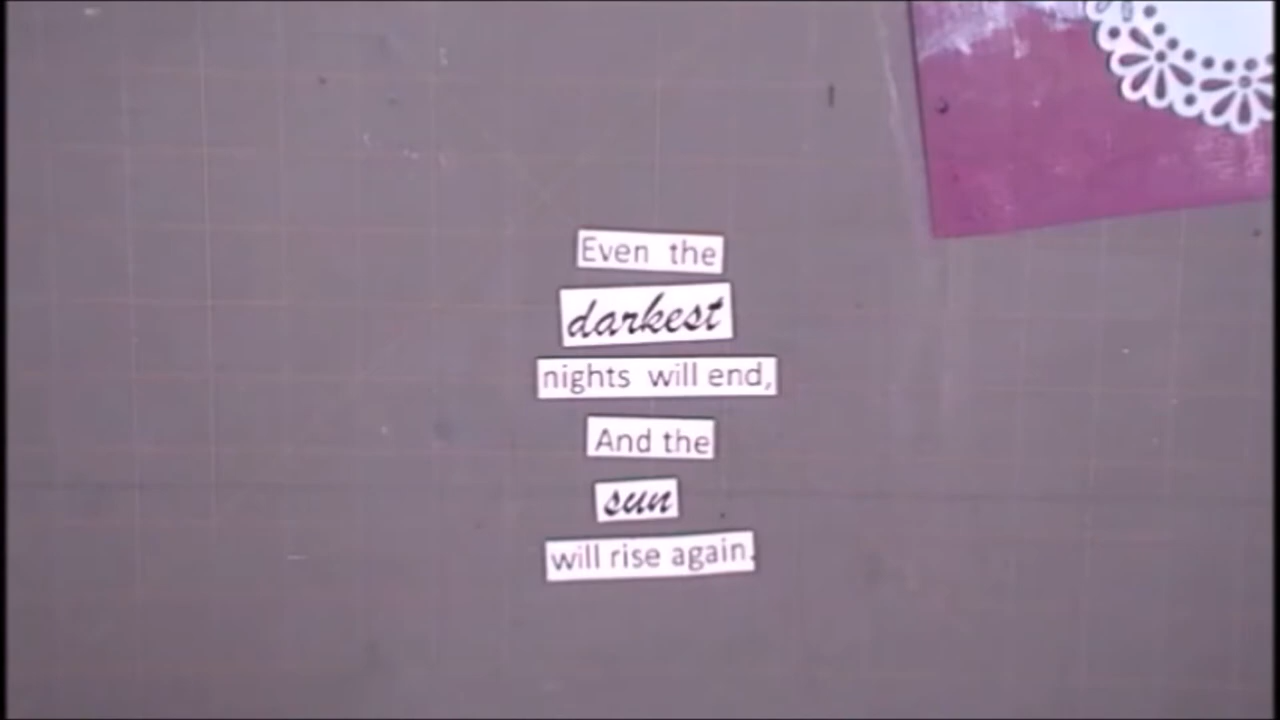 Even the
darkest
nights will end,
And the
sun
will rise again.